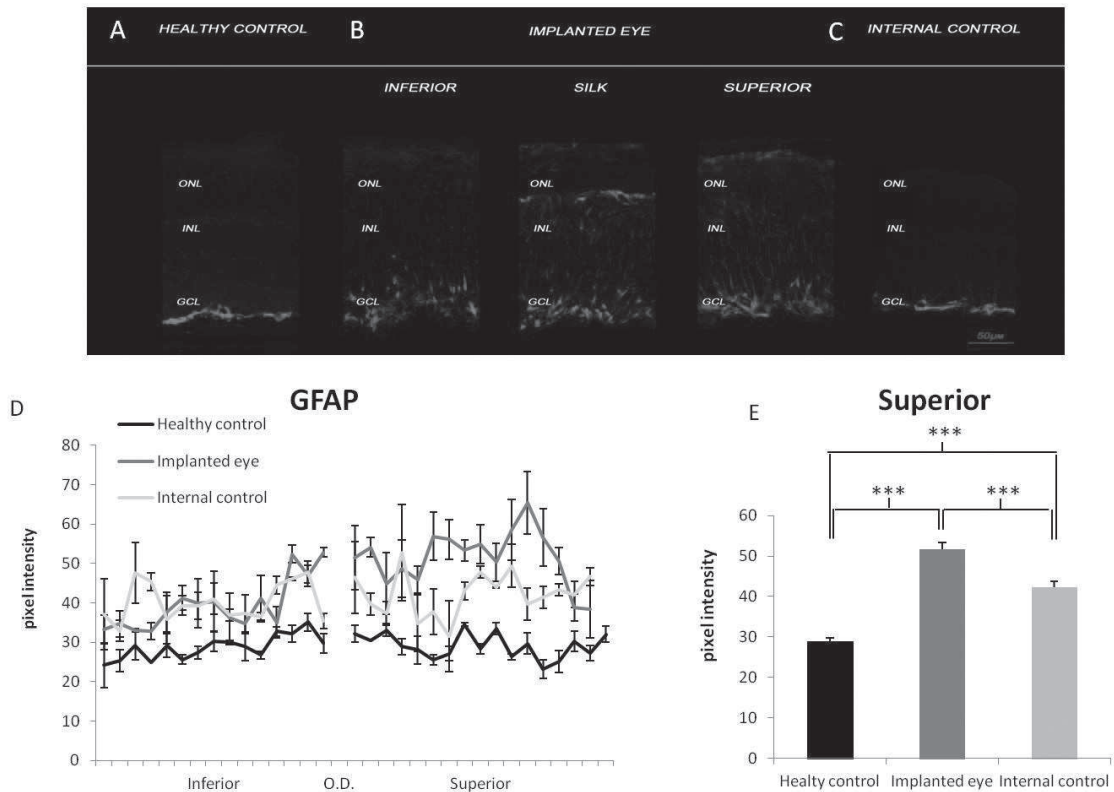 A HEALTHY CONTROL B IMPLANTED EYE C INTERNAL CONTROL
INFERIOR SILK SUPERIOR
ONL ONL ONL ONL ONL
INL INL INL INL INL
GCL GCL GCL GCL GCL
50µm
D GFAP
Healthy control
Implanted eye
Internal control
pixel intensity
80
70
60
50
40
30
20
10
0
Inferior O.D. Superior
E Superior
***
*** ***
pixel intensity
60
50
40
30
20
10
0
Healty control Implanted eye Internal control